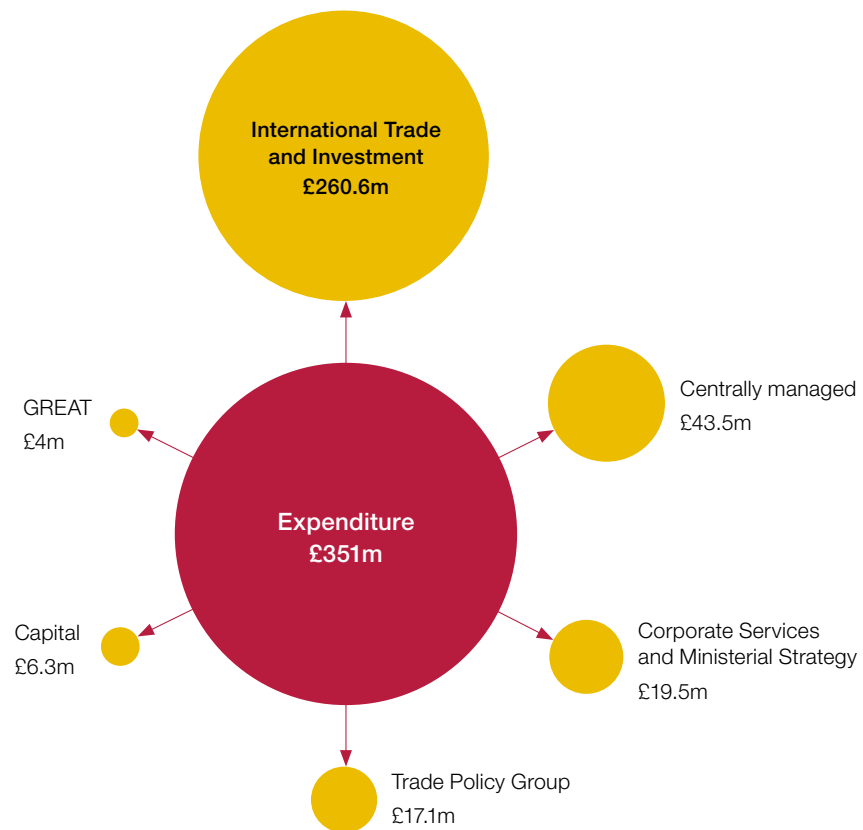 International Trade
and Investment
£260.6m
GREAT
£4m
Centrally managed
£43.5m
Expenditure
£351m
Capital
£6.3m
Corporate Services
and Ministerial Strategy
£19.5m
Trade Policy Group
£17.1m